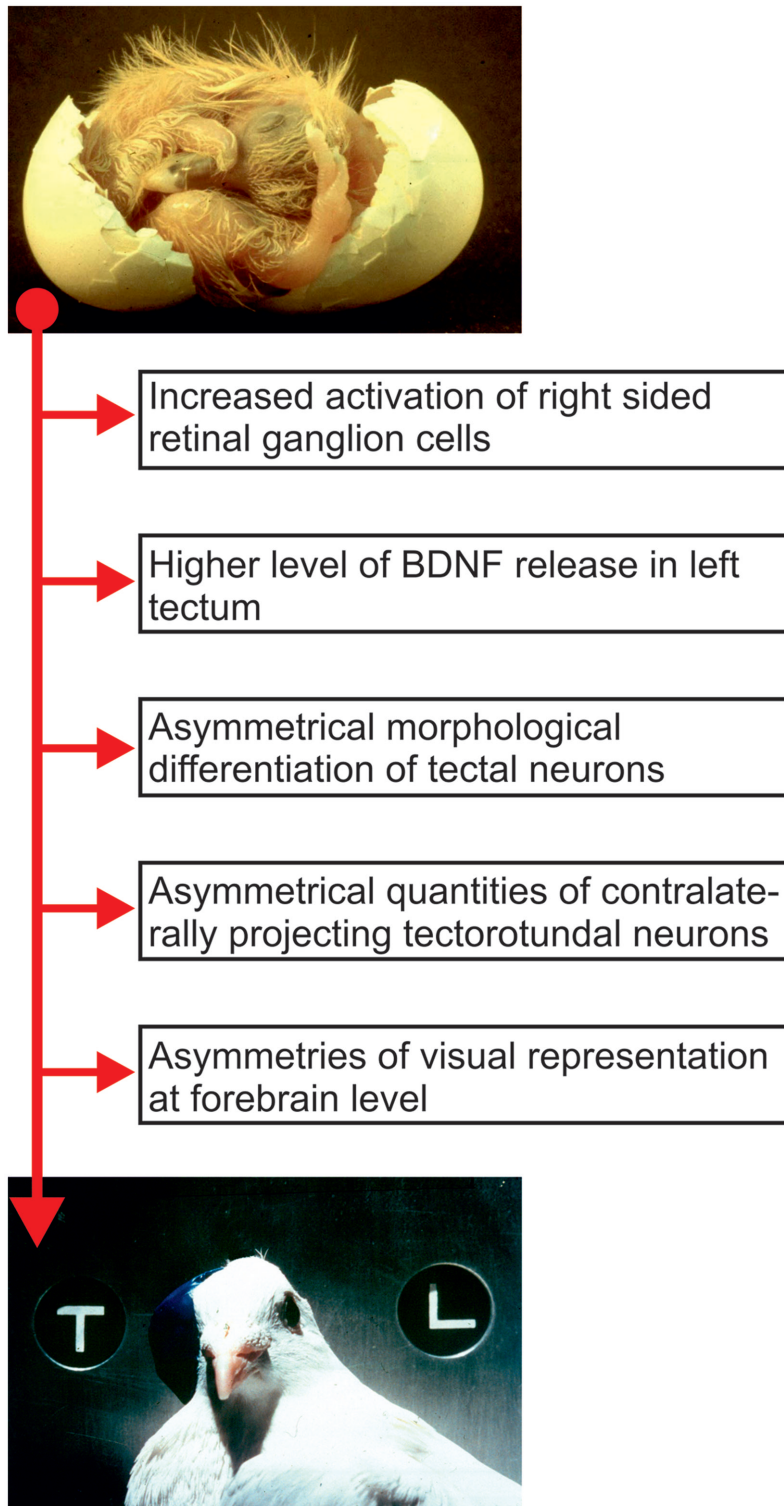 Increased activation of right sided
retinal ganglion cells
Higher level of BDNF release in left
tectum
Asymmetrical morphological
differentiation of tectal neurons
Asymmetrical quantities of contralate-
rally projecting tectorotundal neurons
Asymmetries of visual representation
at forebrain level
T
L